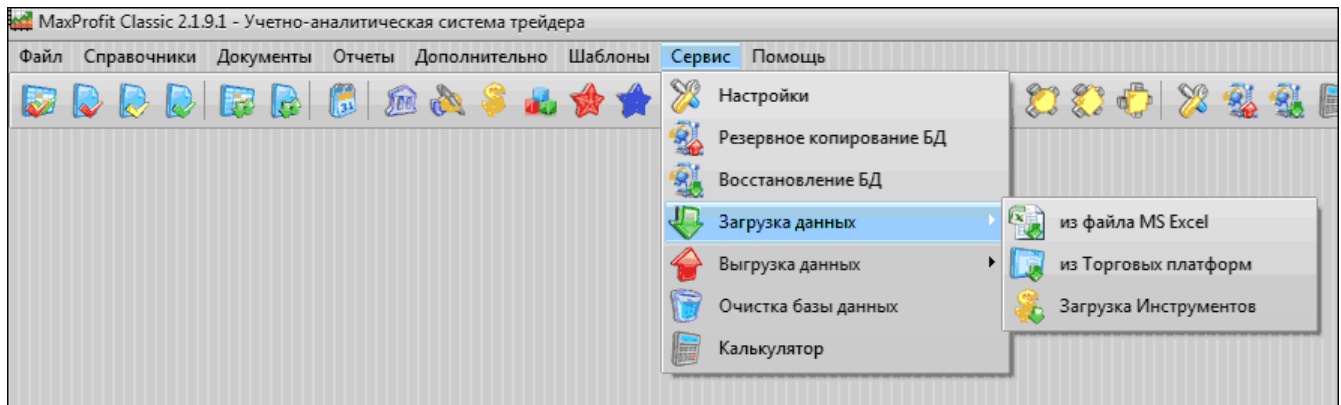 MaxProfit Classic 2.1.9.1 - Учетно-аналитическая система трейдера
Файл Справочники Документы Отчеты Дополнительно Шаблоны Сервис Помощь
31
Настройки
Резервное копирование БД
Восстановление БД
Загрузка данных
из файла MS Excel
Выгрузка данных
из Торговых платформ
Очистка базы данных
Загрузка Инструментов
Калькулятор